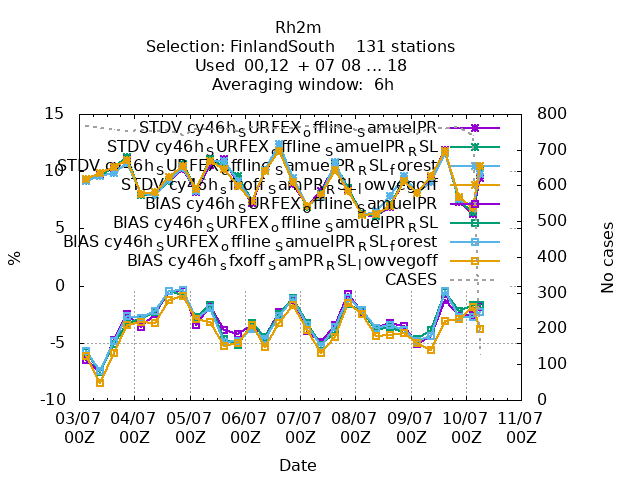 Rh2m
Selection: FinlandSouth 131 stations
Used 00,12 + 07 08 ... 18
Averaging window: 6h
15
10
5
0
-5
-10
%
800
700
600
500
400
300
200
100
0
No cases
STDV cy46h_SURFEX_offline_SamuelPR
STDV cy46h_SURFEX_offline_SamuelPR_RSL
STDV cy46h_SURFEX_offline_SamuelPR_RSL_forest
STDV cy46h_sfxoff_SamPR_RSL_lowvegoff
BIAS cy46h_SURFEX_offline_SamuelPR
BIAS cy46h_SURFEX_offline_SamuelPR_RSL
BIAS cy46h_SURFEX_offline_SamuelPR_RSL_forest
BIAS cy46h_sfxoff_SamPR_RSL_lowvegoff
CASES
03/07 04/07 05/07 06/07 07/07 08/07 09/07 10/07 11/07
00Z 00Z 00Z 00Z 00Z 00Z 00Z 00Z 00Z
Date